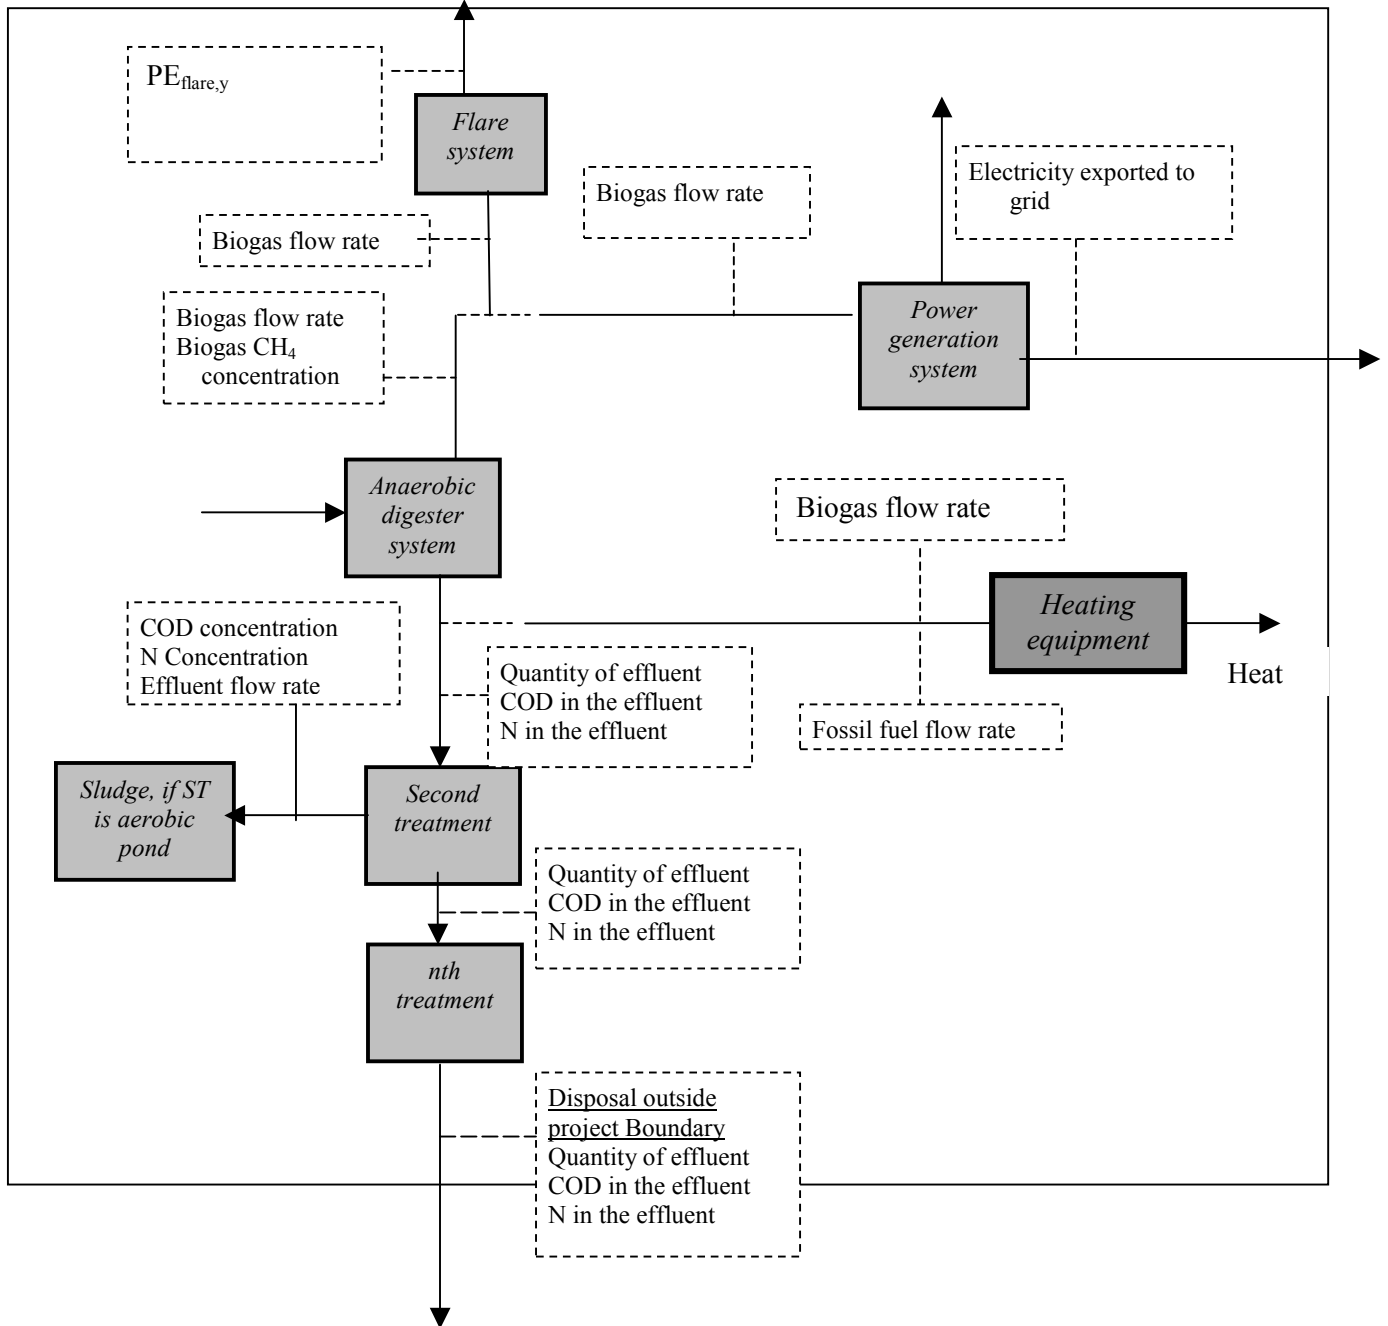 PEflare,y
Flare
system
Biogas flow rate
Electricity exported to
grid
Biogas flow rate
Biogas flow rate
Biogas CH4
concentration
Power
generation
system
Anaerobic
digester
system
Biogas flow rate
Heating
equipment
Heat
COD concentration
N Concentration
Effluent flow rate
Quantity of effluent
COD in the effluent
N in the effluent
Fossil fuel flow rate
Sludge, if ST
is aerobic
pond
Second
treatment
Quantity of effluent
COD in the effluent
N in the effluent
nth
treatment
Disposal outside
project Boundary
Quantity of effluent
COD in the effluent
N in the effluent